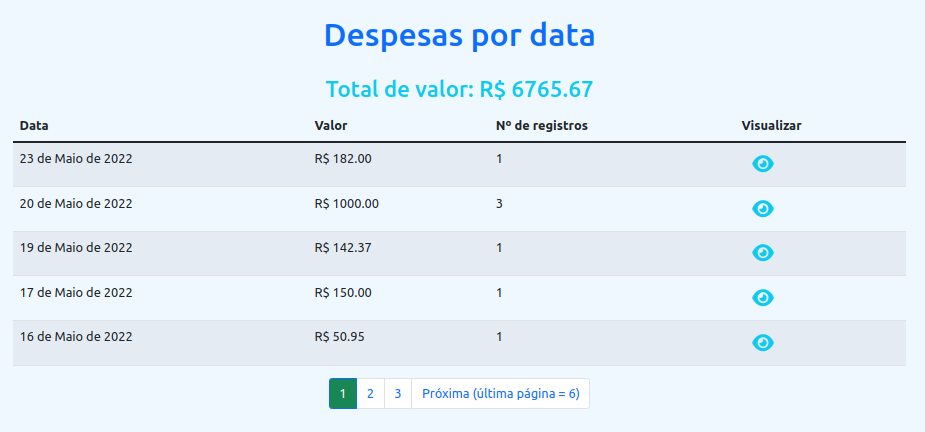 Despesas por data
Total de valor: R$ 6765.67
Data Valor Nº de registros Visualizar
23 de Maio de 2022 R$ 182.00 1
20 de Maio de 2022 R$ 1000.00 3
19 de Maio de 2022 R$ 142.37 1
17 de Maio de 2022 R$ 150.00 1
16 de Maio de 2022 R$ 50.95 1
1 2 3 Próxima (última página = 6)